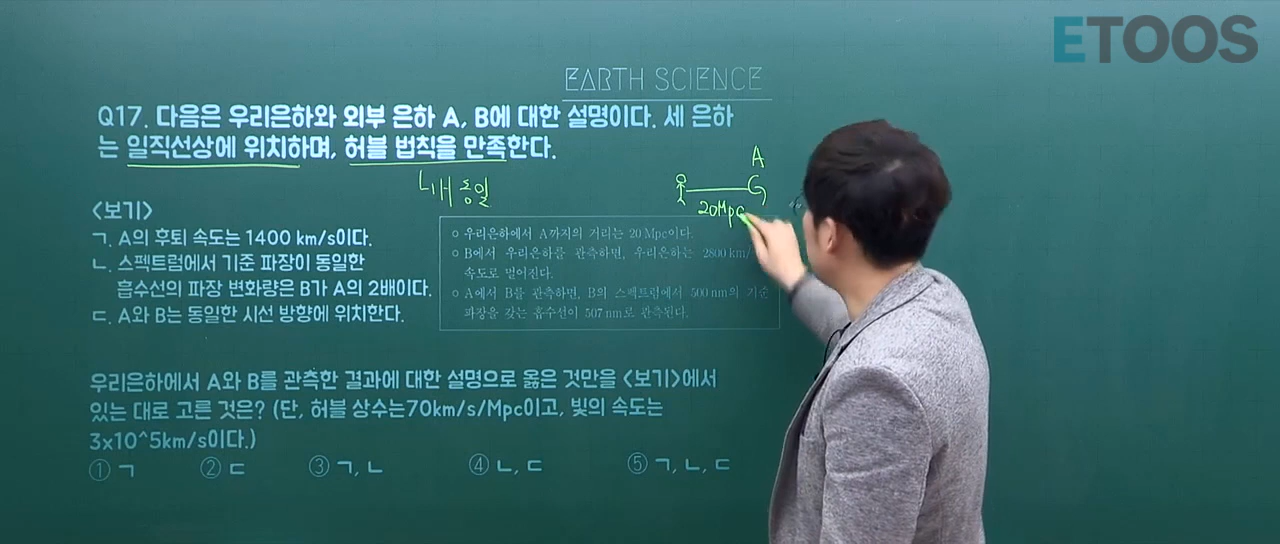 ETOOS
EARTH SCIENCE
Q17. 다음은 우리은하와 외부 은하 A, B에 대한 설명이다. 세 은하
는 일직선상에 위치하며, 허블 법칙을 만족한다.
A
20Mpc
<보기>
ㄱ. A의 후퇴 속도는 1400 km/s이다.
ㄴ. 스펙트럼에서 기준 파장이 동일한
흡수선의 파장 변화량은 B가 A의 2배이다.
ㄷ. A와 B는 동일한 시선 방향에 위치한다.
○ 우리은하에서 A까지의 거리는 20 Mpc이다.
○ B에서 우리은하를 관측하면, 우리은하는 2800 km/
속도로 멀어진다.
○ A에서 B를 관측하면, B의 스펙트럼에서 500 nm의 기준
파장을 갖는 흡수선이 507 nm로 관측된다.
우리은하에서 A와 B를 관측한 결과에 대한 설명으로 옳은 것만을 <보기>에서
있는 대로 고른 것은? (단, 허블 상수는70km/s/Mpc이고, 빛의 속도는
3x10^5km/s이다.)
① ㄱ ② ㄷ ③ ㄱ, ㄴ ④ ㄴ, ㄷ ⑤ ㄱ, ㄴ, ㄷ